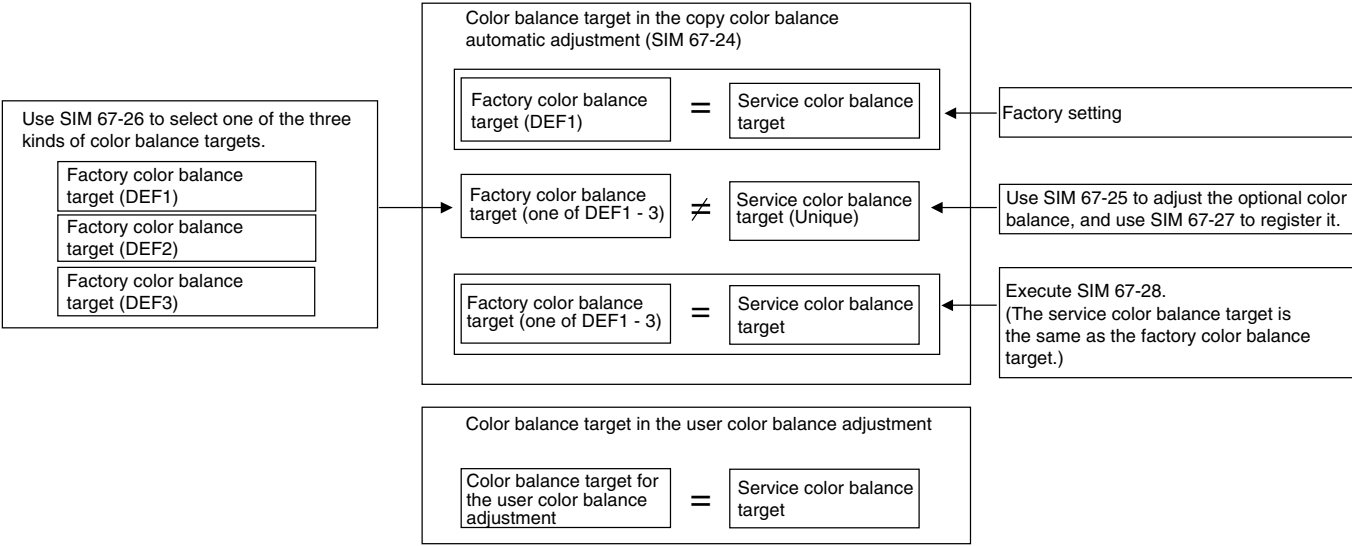 Color balance target in the copy color balance
automatic adjustment (SIM 67-24)
Factory color balance
target (DEF1)
=
Service color balance
target
Factory setting
Use SIM 67-26 to select one of the three
kinds of color balance targets.
Factory color balance
target (DEF1)
Factory color balance
target (DEF2)
Factory color balance
target (DEF3)
Factory color balance
target (one of DEF1 - 3)
≠
Service color balance
target (Unique)
Use SIM 67-25 to adjust the optional color
balance, and use SIM 67-27 to register it.
Factory color balance
target (one of DEF1 - 3)
=
Service color balance
target
Execute SIM 67-28.
(The service color balance target is
the same as the factory color balance
target.)
Color balance target in the user color balance adjustment
Color balance target for
the user color balance
adjustment
=
Service color balance
target